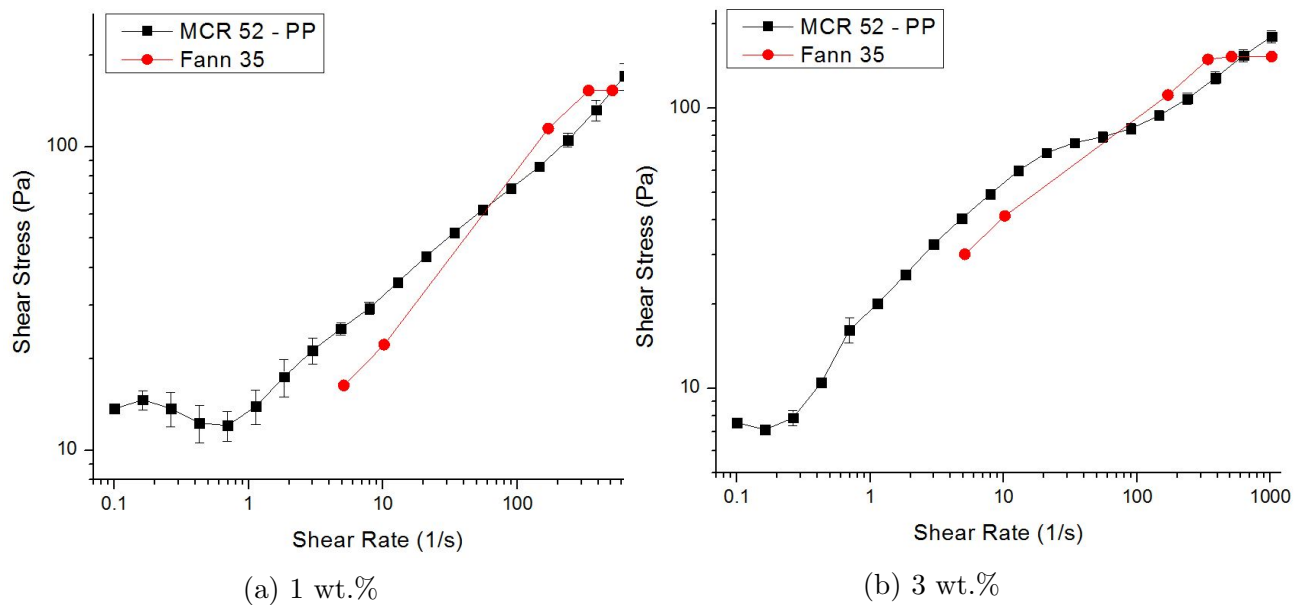 MCR 52 - PP
Fann 35
100
10
Shear Stress (Pa)
0.1
1
10
100
Shear Rate (1/s)
(a) 1 wt.%
MCR 52 - PP
Fann 35
100
10
Shear Stress (Pa)
0.1
1
10
100
1000
Shear Rate (1/s)
(b) 3 wt.%